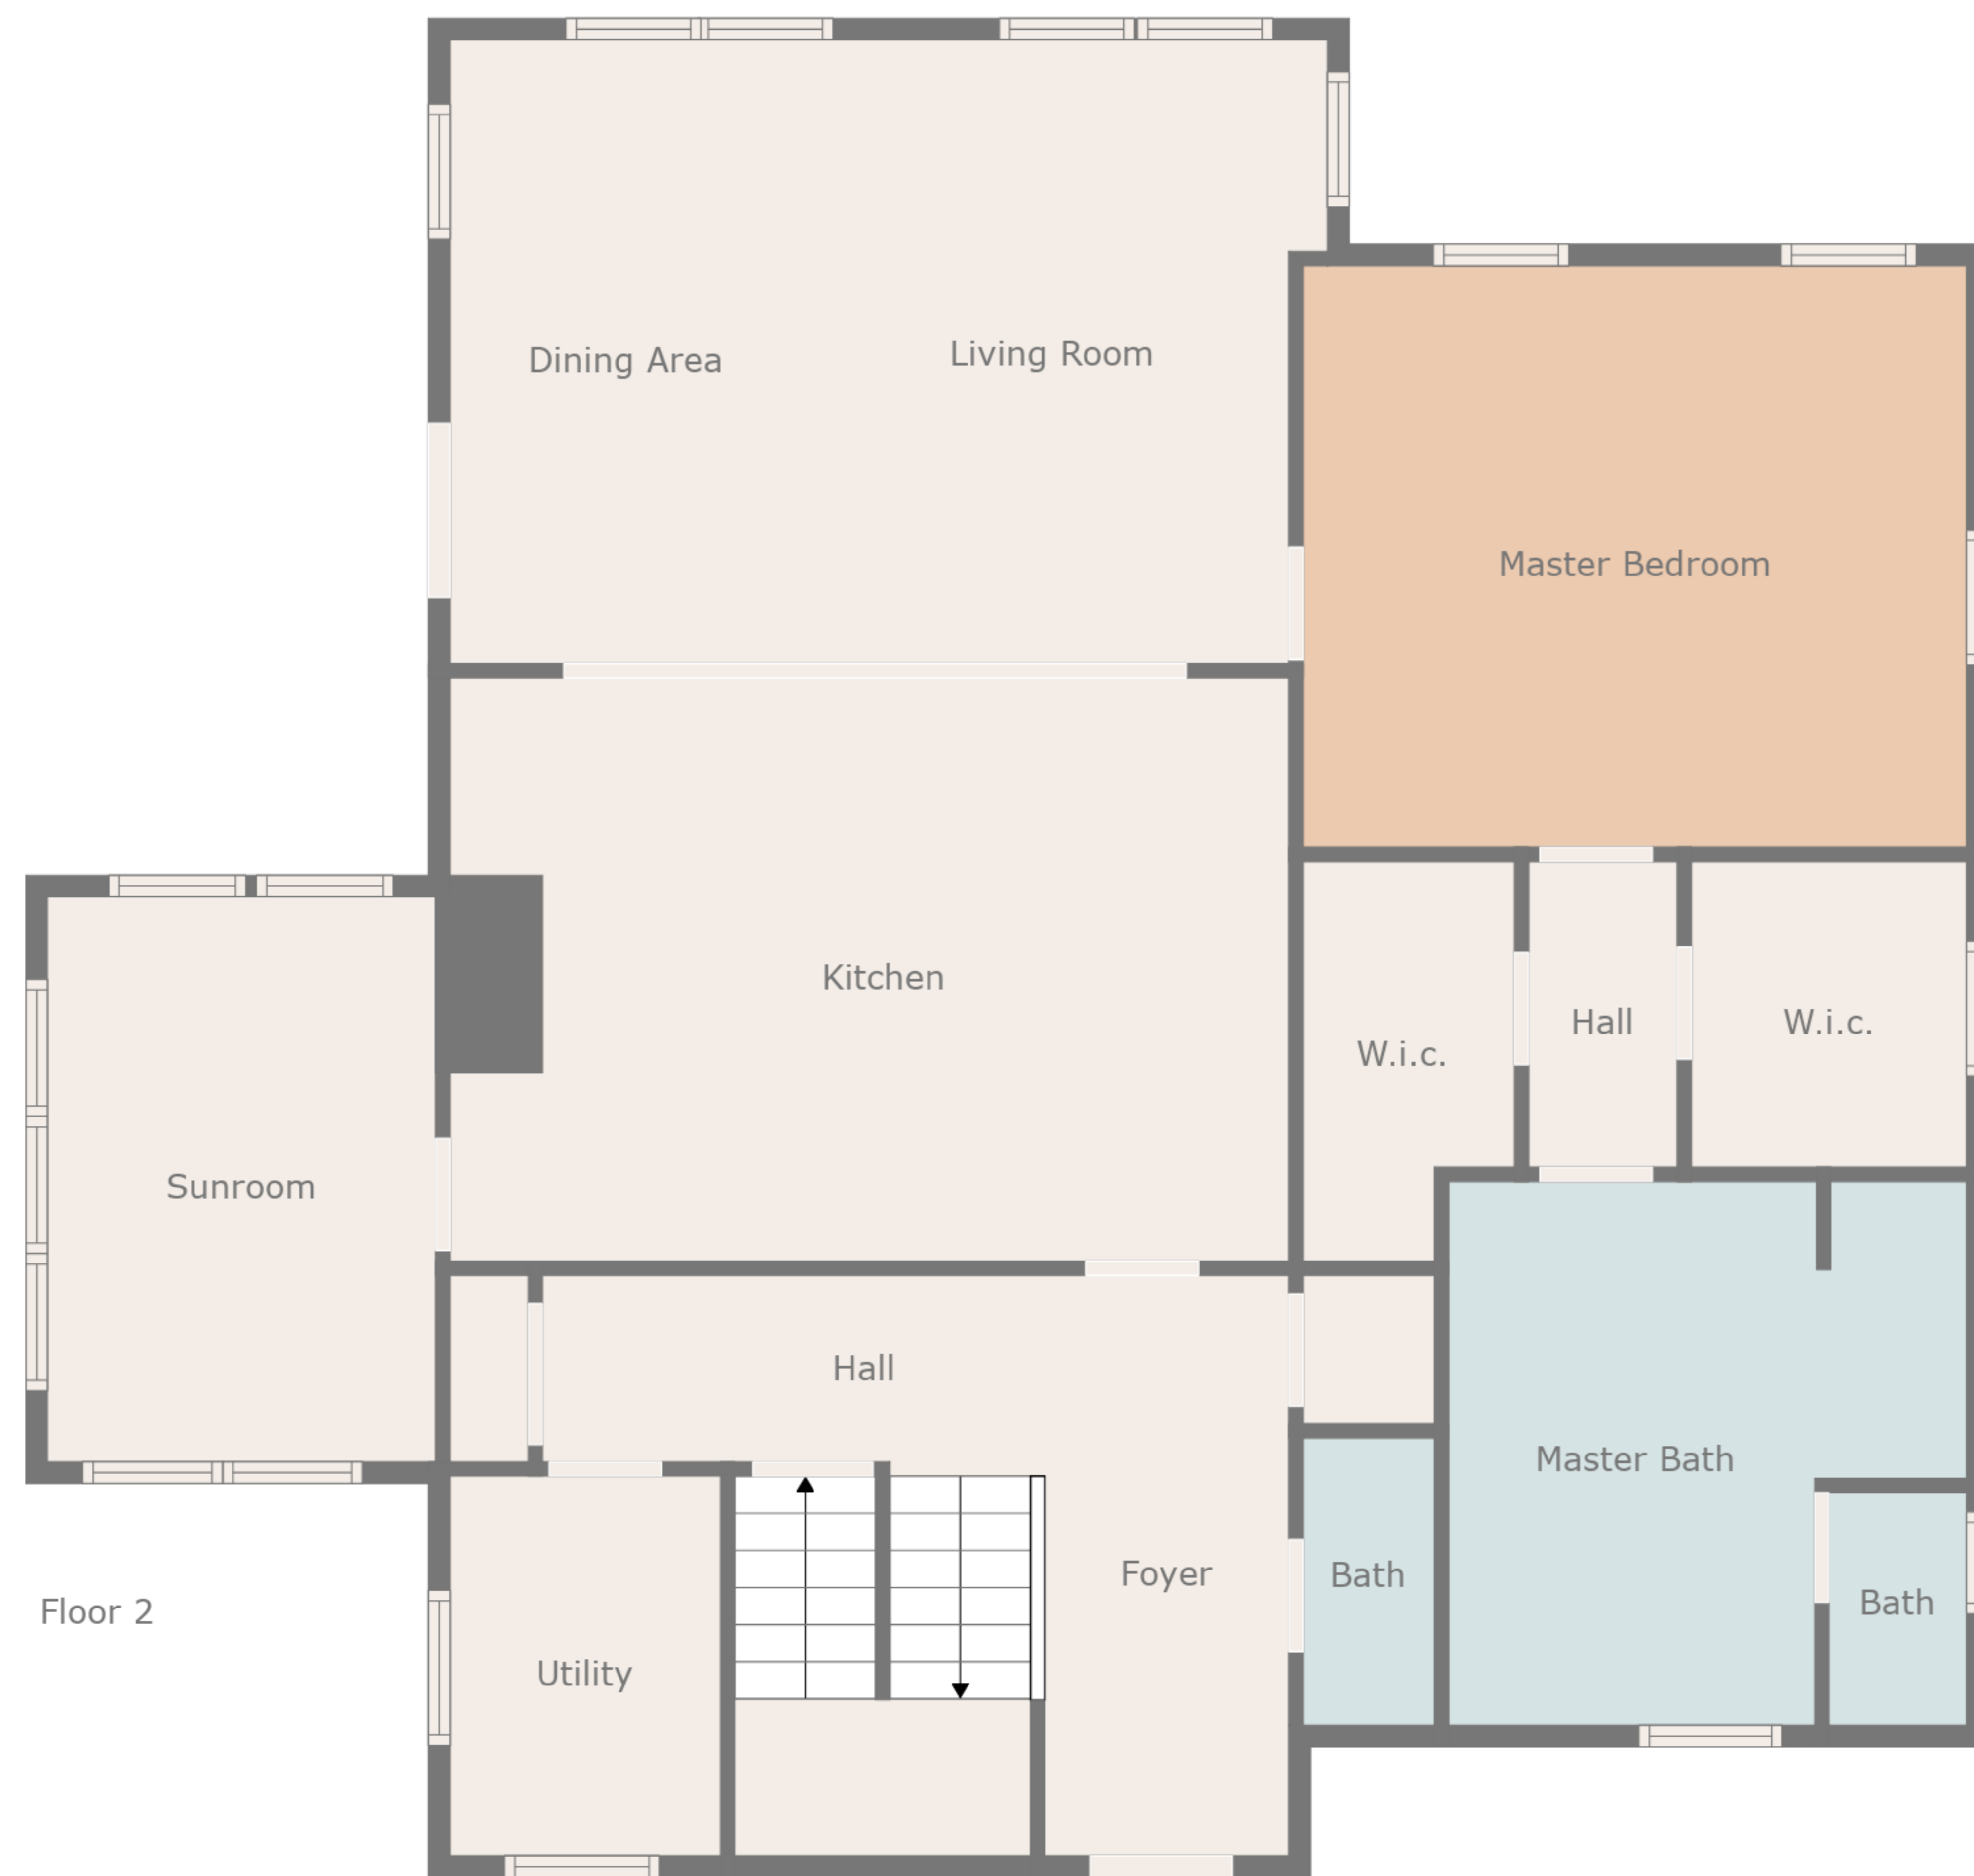 Dining Area
Living Room
Master Bedroom
Kitchen
W.i.c.
Hall
W.i.c.
Sunroom
Hall
Master Bath
Foyer
Bath
Bath
Floor 2
Utility